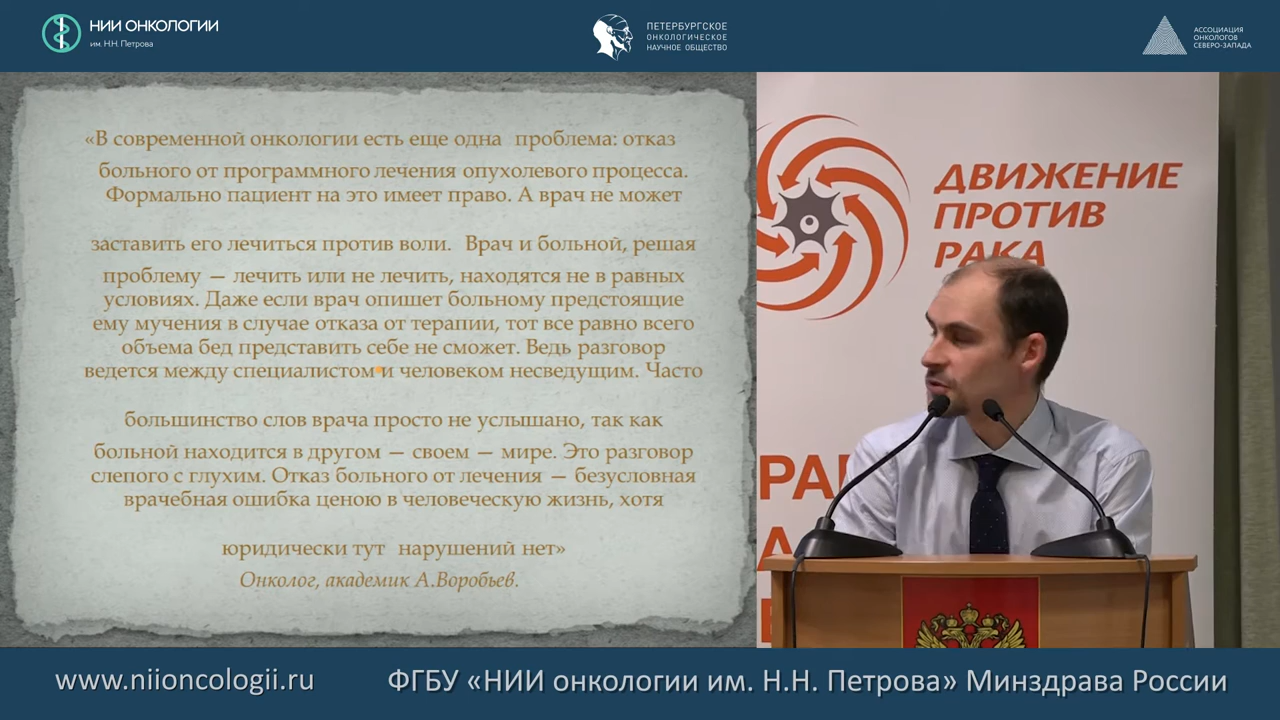 НИИ ОНКОЛОГИИ
им. Н.Н. Петрова
ПЕТЕРБУРГСКОЕ
ОНКОЛОГИЧЕСКОЕ
НАУЧНОЕ ОБЩЕСТВО
АССОЦИАЦИЯ
ОНКОЛОГОВ
СЕВЕРО-ЗАПАДА
«В современной онкологии есть еще одна проблема: отказ
больного от программного лечения опухолевого процесса.
Формально пациент на это имеет право. А врач не может
заставить его лечиться против воли. Врач и больной, решая
проблему — лечить или не лечить, находятся не в равных
условиях. Даже если врач опишет больному предстоящие
ему мучения в случае отказа от терапии, тот все равно всего
объема бед представить себе не сможет. Ведь разговор
ведется между специалистом и человеком несведущим. Часто
большинство слов врача просто не услышано, так как
больной находится в другом — своем — мире. Это разговор
слепого с глухим. Отказ больного от лечения — безусловная
врачебная ошибка ценою в человеческую жизнь, хотя
юридически тут нарушений нет»
Онколог, академик А.Воробьев.
ДВИЖЕНИЕ
ПРОТИВ
РАКА
www.niioncologii.ru
ФГБУ «НИИ онкологии им. Н.Н. Петрова» Минздрава России